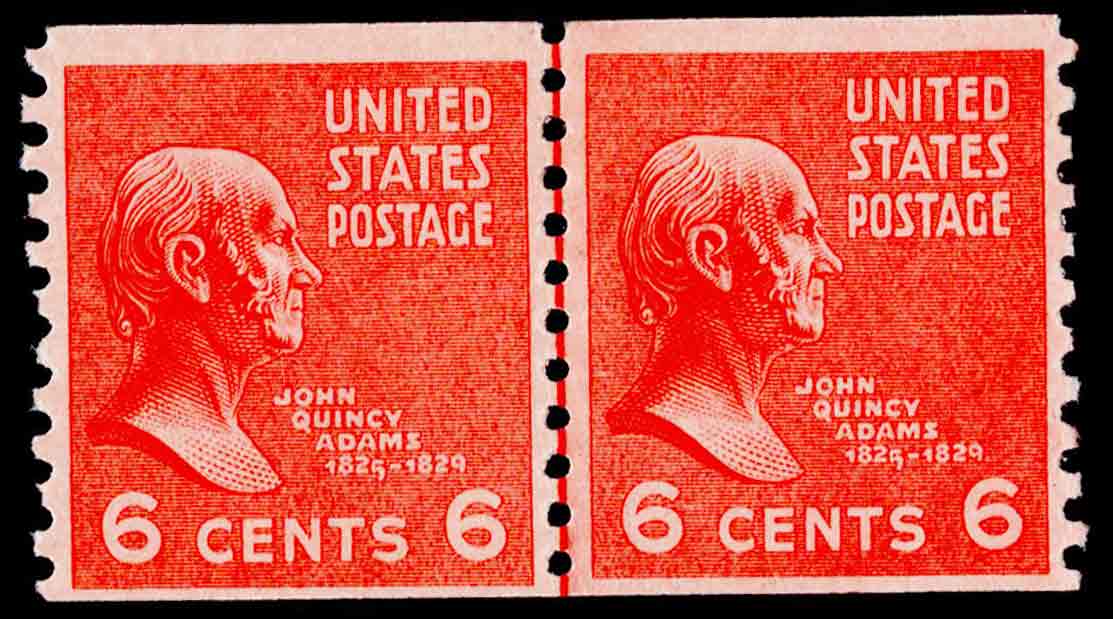 UNITED
STATES
POSTAGE
JOHN
QUINCY
ADAMS
1825-1829
6 CENTS 6
UNITED
STATES
POSTAGE
JOHN
QUINCY
ADAMS
1825-1829
6 CENTS 6